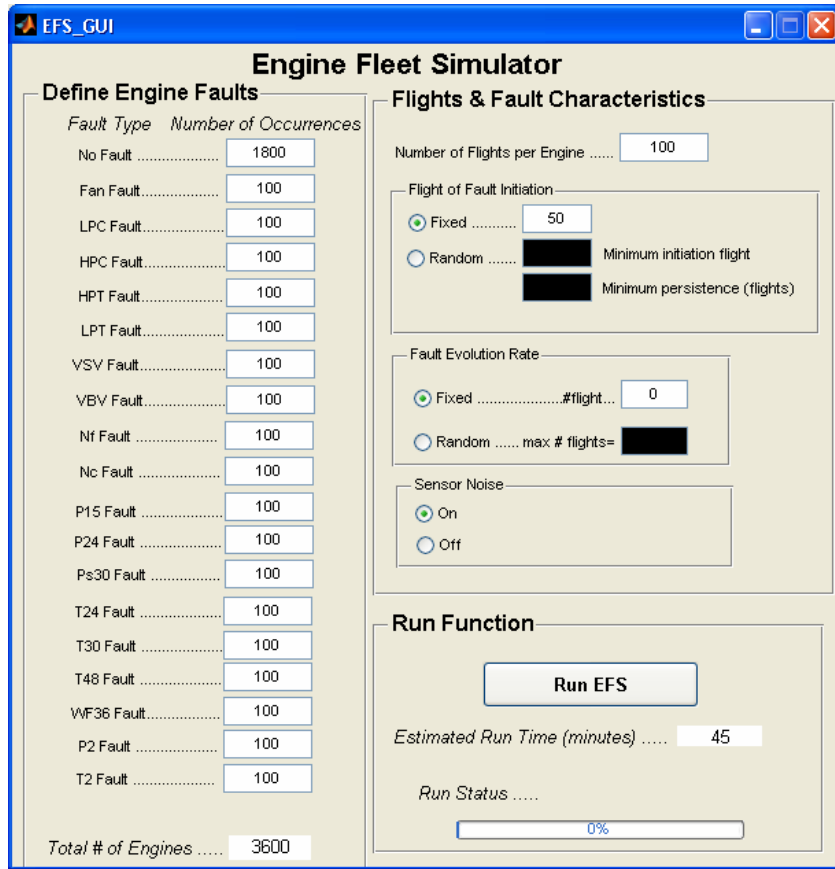 EFS_GUI
Engine Fleet Simulator
Define Engine Faults
Fault Type Number of Occurrences
No Fault ................... 1800
Fan Fault................... 100
LPC Fault................... 100
HPC Fault................... 100
HPT Fault................... 100
LPT Fault................... 100
VSV Fault.................... 100
VBV Fault................... 100
Nf Fault ................... 100
Nc Fault ................... 100
P15 Fault ................... 100
P24 Fault ................... 100
Ps30 Fault ................ 100
T24 Fault ................... 100
T30 Fault ................... 100
T48 Fault ................... 100
WF36 Fault.................. 100
P2 Fault ................... 100
T2 Fault ................... 100
Total # of Engines ..... 3600
Flights & Fault Characteristics
Number of Flights per Engine ...... 100
Flight of Fault Initiation
Fixed ........... 50
Random ....... Minimum initiation flight
Minimum persistence (flights)
Fault Evolution Rate
Fixed .....................#flight... 0
Random ...... max # flights=
Sensor Noise
On
Off
Run Function
Run EFS
Estimated Run Time (minutes) ..... 45
Run Status .....
0%